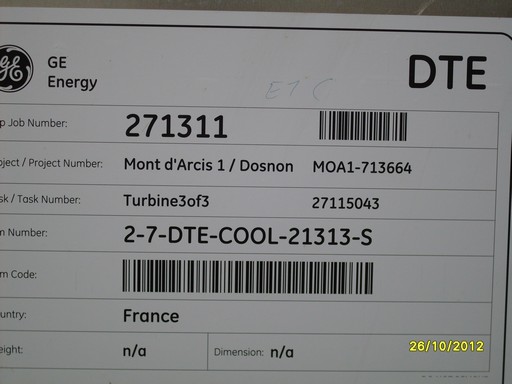 GE
Energy
DTE
p Job Number: 271311
oject / Project Number: Mont d'Arcis 1 / Dosnon MOA1-713664
sk / Task Number: Turbine3of3 27115043
m Number: 2-7-DTE-COOL-21313-S
m Code:
untry: France
eight: n/a Dimension: n/a
26/10/2012